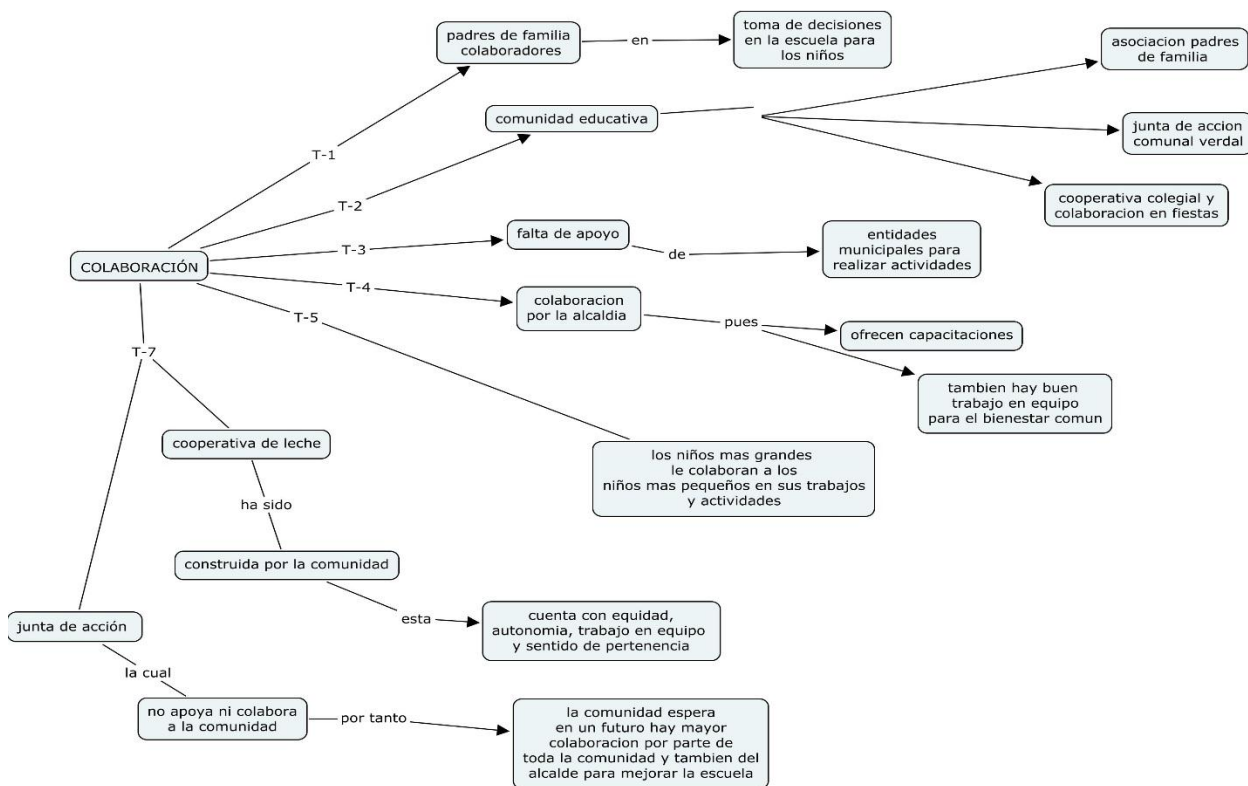 padres de familia
colaboradores
en
toma de decisiones
en la escuela para
los niños
asociacion padres
de familia
comunidad educativa
junta de accion
comunal verdal
cooperativa colegial y
colaboracion en fiestas
T-1
T-2
T-3
falta de apoyo
de
entidades
municipales para
realizar actividades
COLABORACIÓN
T-4
colaboracion
por la alcaldia
pues
ofrecen capacitaciones
tambien hay buen
trabajo en equipo
para el bienestar comun
T-5
los niños mas grandes
le colaboran a los
niños mas pequeños en sus trabajos
y actividades
T-7
cooperativa de leche
ha sido
construida por la comunidad
esta
cuenta con equidad,
autonomia, trabajo en equipo
y sentido de pertenencia
junta de acción
la cual
no apoya ni colabora
a la comunidad
por tanto
la comunidad espera
en un futuro hay mayor
colaboracion por parte de
toda la comunidad y tambien del
alcalde para mejorar la escuela